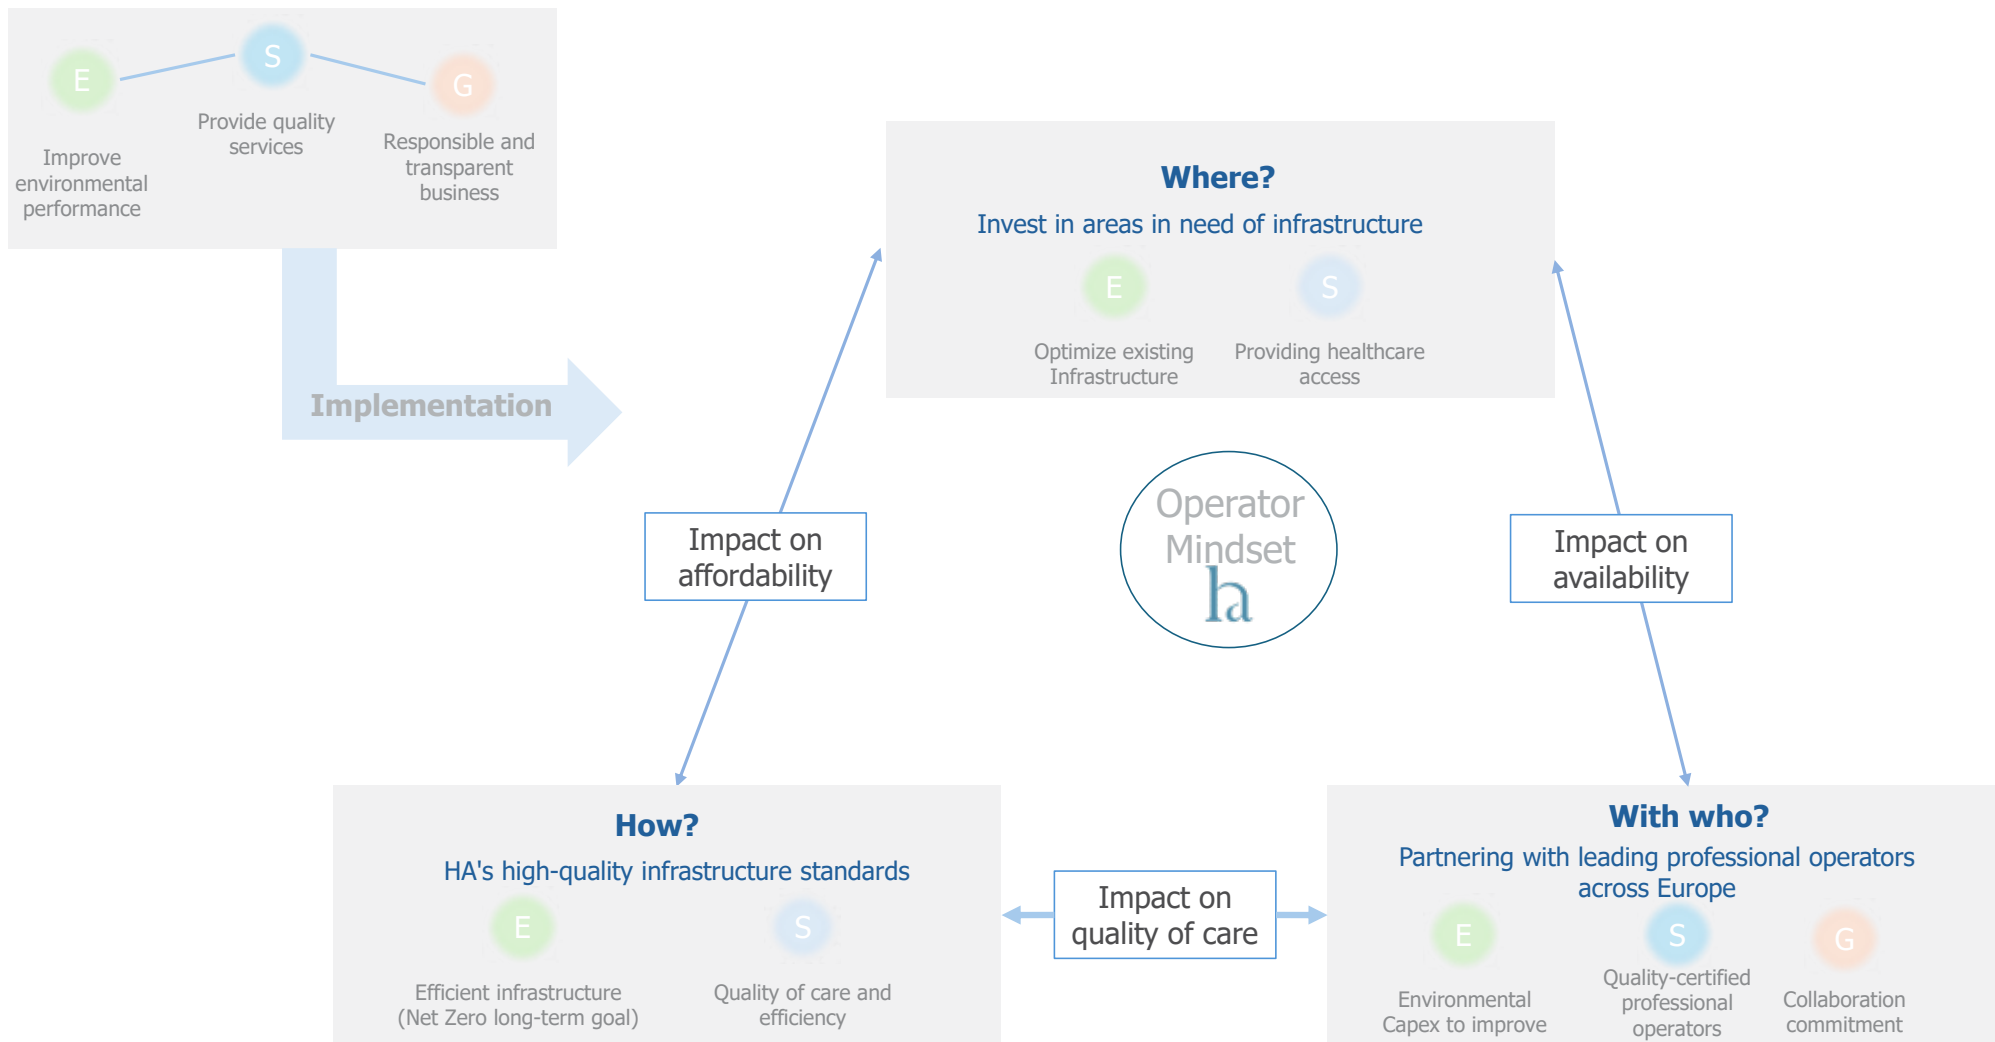 E
S
G
Improve
environmental
performance
Provide quality
services
Responsible and
transparent
business
Implementation
Where?
Invest in areas in need of infrastructure
E
S
Optimize existing
Infrastructure
Providing healthcare
access
Operator
Mindset
ha
Impact on
affordability
Impact on
availability
How?
HA's high-quality infrastructure standards
E
S
Efficient infrastructure
(Net Zero long-term goal)
Quality of care and
efficiency
Impact on
quality of care
With who?
Partnering with leading professional operators
across Europe
E
S
G
Environmental
Capex to improve
Quality-certified
professional
operators
Collaboration
commitment